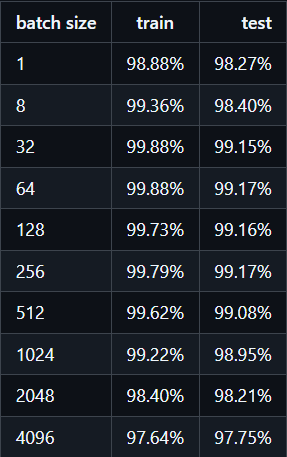 batch size train test
1 98.88% 98.27%
8 99.36% 98.40%
32 99.88% 99.15%
64 99.88% 99.17%
128 99.73% 99.16%
256 99.79% 99.17%
512 99.62% 99.08%
1024 99.22% 98.95%
2048 98.40% 98.21%
4096 97.64% 97.75%